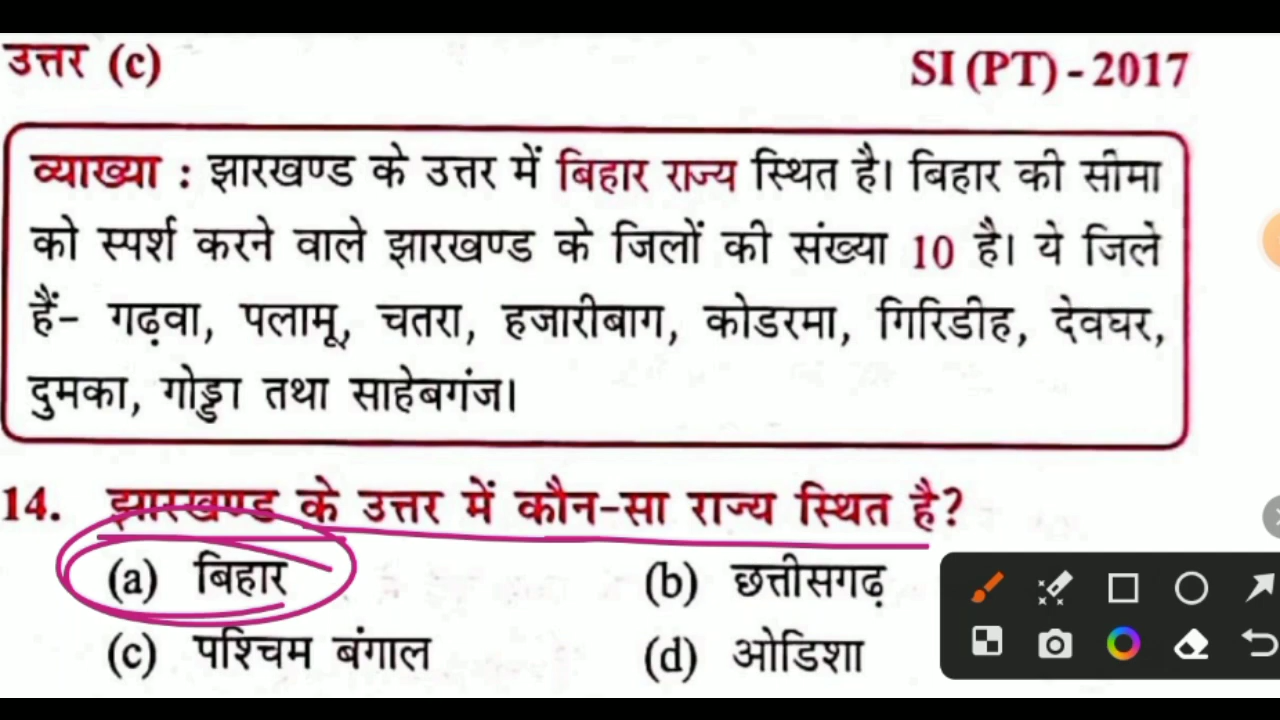 उत्तर (c) SI (PT) - 2017
व्याख्या : झारखण्ड के उत्तर में बिहार राज्य स्थित है। बिहार की सीमा
को स्पर्श करने वाले झारखण्ड के जिलों की संख्या 10 है। ये जिले
हैं- गढ़वा, पलामू, चतरा, हजारीबाग, कोडरमा, गिरिडीह, देवघर,
दुमका, गोड्डा तथा साहेबगंज।
14. झारखण्ड के उत्तर में कौन-सा राज्य स्थित है?
(a) बिहार (b) छत्तीसगढ़
(c) पश्चिम बंगाल (d) ओडिशा